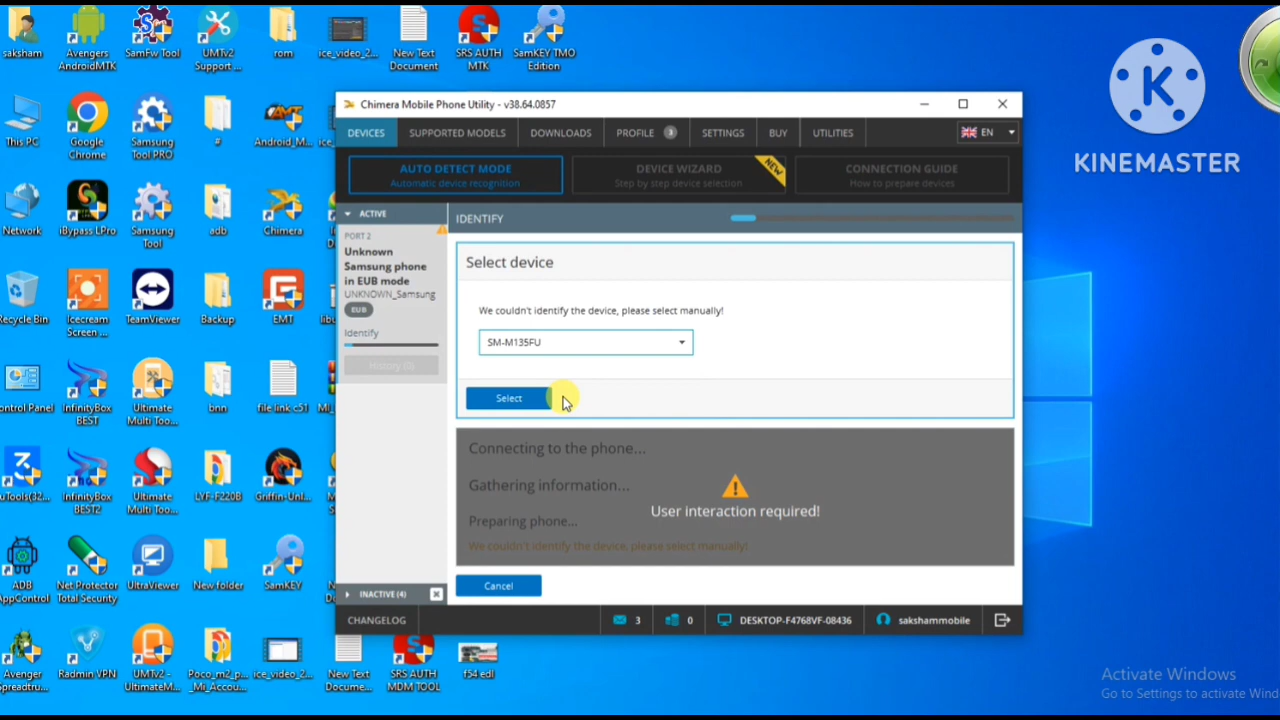 saksham
Avengers
AndroidMTK
SamFw Tool
UMTv2
Support ...
rom
ice_video_2...
New Text
Document
SRS AUTH
MTK
SamKEY TMO
Edition
This PC
Google
Chrome
Samsung
Tool PRO
#
Android_M...
Network
iBypass LPro
Samsung
Tool
adb
Chimera
Recycle Bin
Icecream
Screen ...
TeamViewer
Backup
EMT
Control Panel
InfinityBox
BEST
Ultimate
Multi Too...
bnn
file link c51
InfinityBox
BEST2
Ultimate
Multi Too...
LYF-F220B
Griffin-Unl...
ADB
AppControl
Net Protector
Total Security
UltraViewer
New folder
SamKEY
Avenger
Spreadtru...
Radmin VPN
UMTv2 -
UltimateM...
Poco_m2_p...
_Mi_Accou...
ice_video_2...
New Text
Docume...
SRS AUTH
MDM TOOL
f54 edl
Chimera Mobile Phone Utility - v38.64.0857
DEVICES
SUPPORTED MODELS
DOWNLOADS
PROFILE 3
SETTINGS
BUY
UTILITIES
EN
AUTO DETECT MODE
Automatic device recognition
DEVICE WIZARD
Step by step device selection
NEW
CONNECTION GUIDE
How to prepare devices
ACTIVE
PORT 2
Unknown
Samsung phone
in EUB mode
UNKNOWN_Samsung
EUB
Identify
History (0)
INACTIVE (4)
IDENTIFY
Select device
We couldn't identify the device, please select manually!
SM-M135FU
Select
Connecting to the phone...
Gathering information...
Preparing phone...
We couldn't identify the device, please select manually!
User interaction required!
Cancel
CHANGELOG
3
0
DESKTOP-F4768VF-08436
sakshammobile
K
KINEMASTER
Activate Windows
Go to Settings to activate Wind